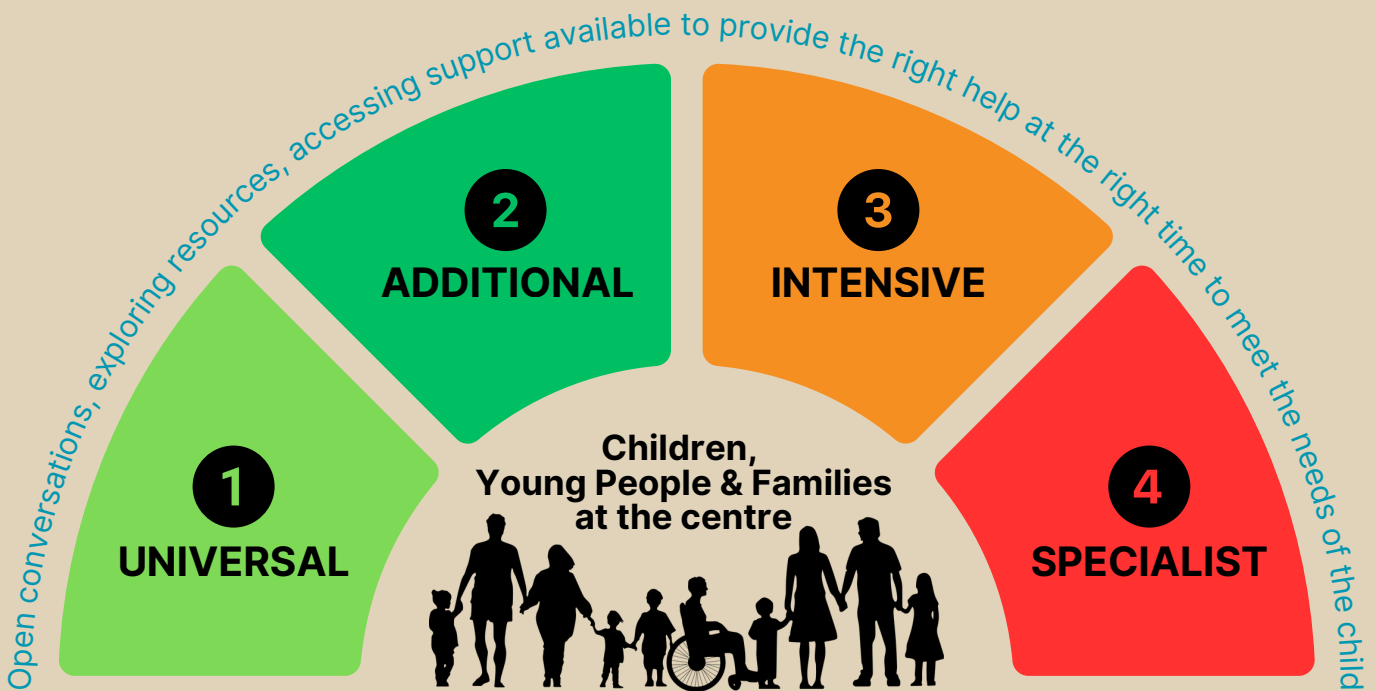 Open conversations, exploring resources, accessing support available to provide the right help at the right time to meet the needs of the child
1
UNIVERSAL
2
ADDITIONAL
3
INTENSIVE
4
SPECIALIST
Children,
Young People & Families
at the centre